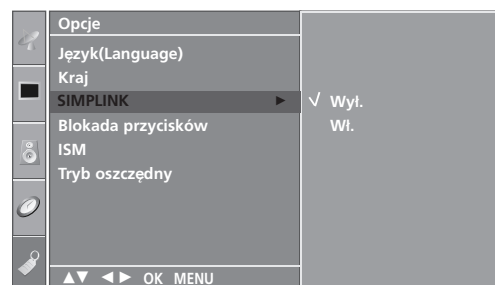 Opcje
Język(Language)
Kraj
SIMPLINK ► √ Wył.
Blokada przycisków Wł.
ISM
Tryb oszczędny
▲▼ ◄► OK MENU